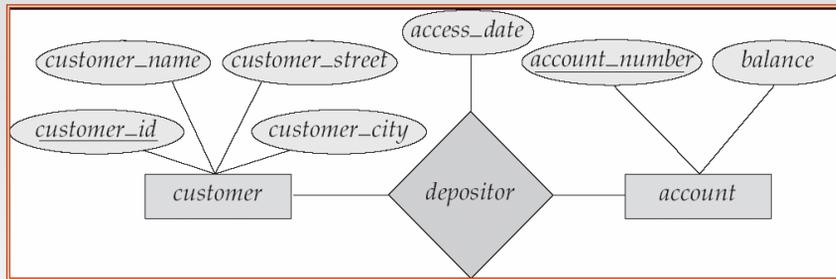 access_date
customer_name
customer_street
account_number
balance
customer_id
customer_city
customer
depositor
account